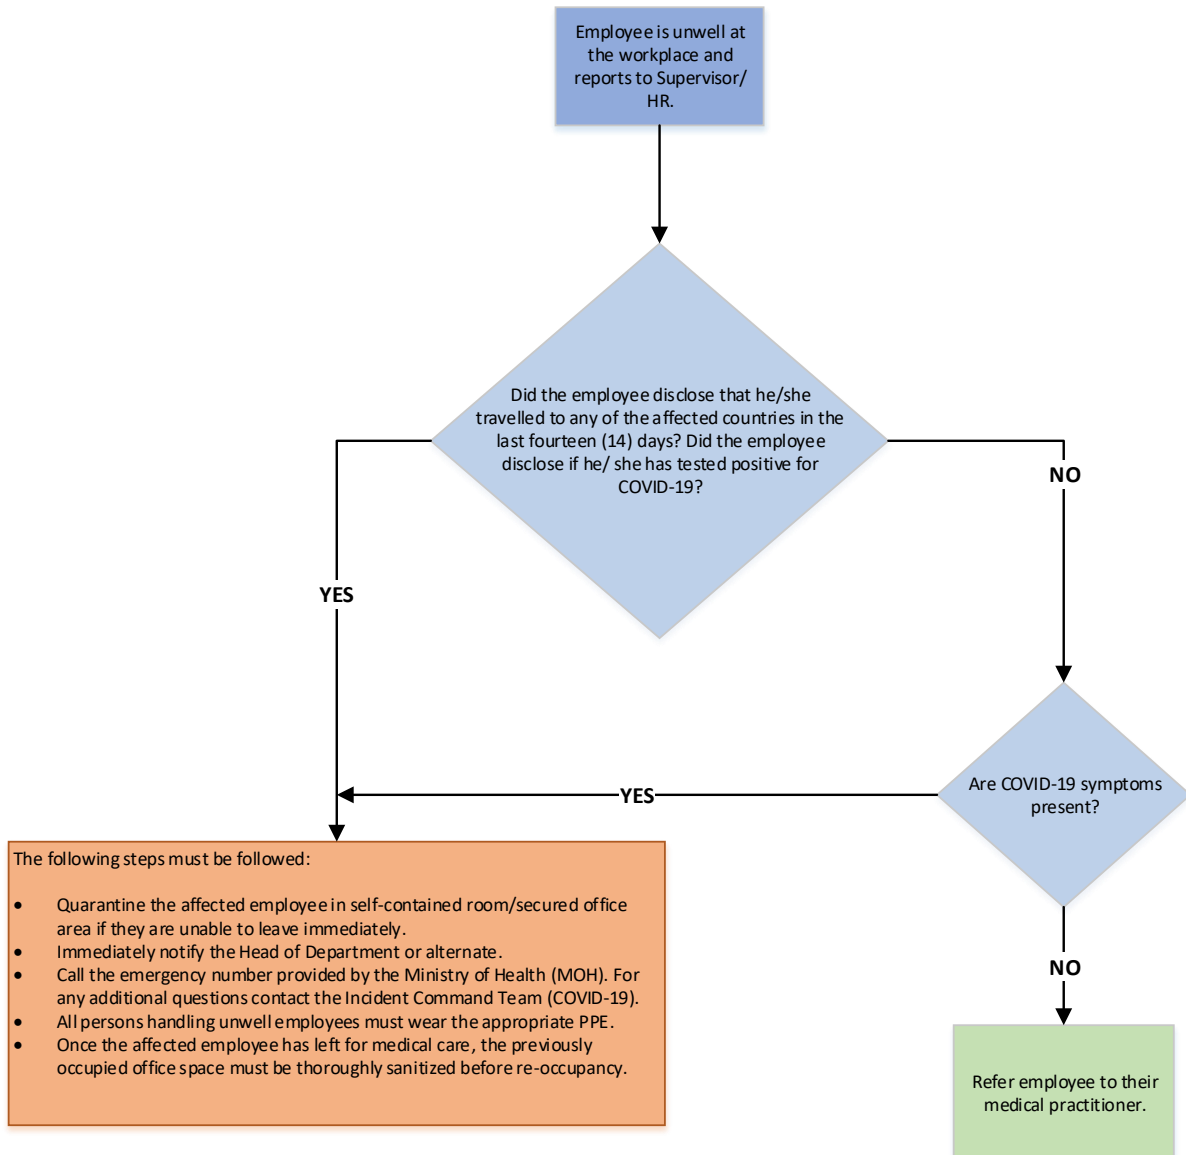 Employee is unwell at
the workplace and
reports to Supervisor/
HR.
Did the employee disclose that he/she
travelled to any of the affected countries in the
last fourteen (14) days? Did the employee
disclose if he/ she has tested positive for
COVID-19?
NO
YES
Are COVID-19 symptoms
present?
YES
The following steps must be followed:
• Quarantine the affected employee in self-contained room/secured office
area if they are unable to leave immediately.
• Immediately notify the Head of Department or alternate.
• Call the emergency number provided by the Ministry of Health (MOH). For
any additional questions contact the Incident Command Team (COVID-19).
• All persons handling unwell employees must wear the appropriate PPE.
• Once the affected employee has left for medical care, the previously
occupied office space must be thoroughly sanitized before re-occupancy.
NO
Refer employee to their
medical practitioner.